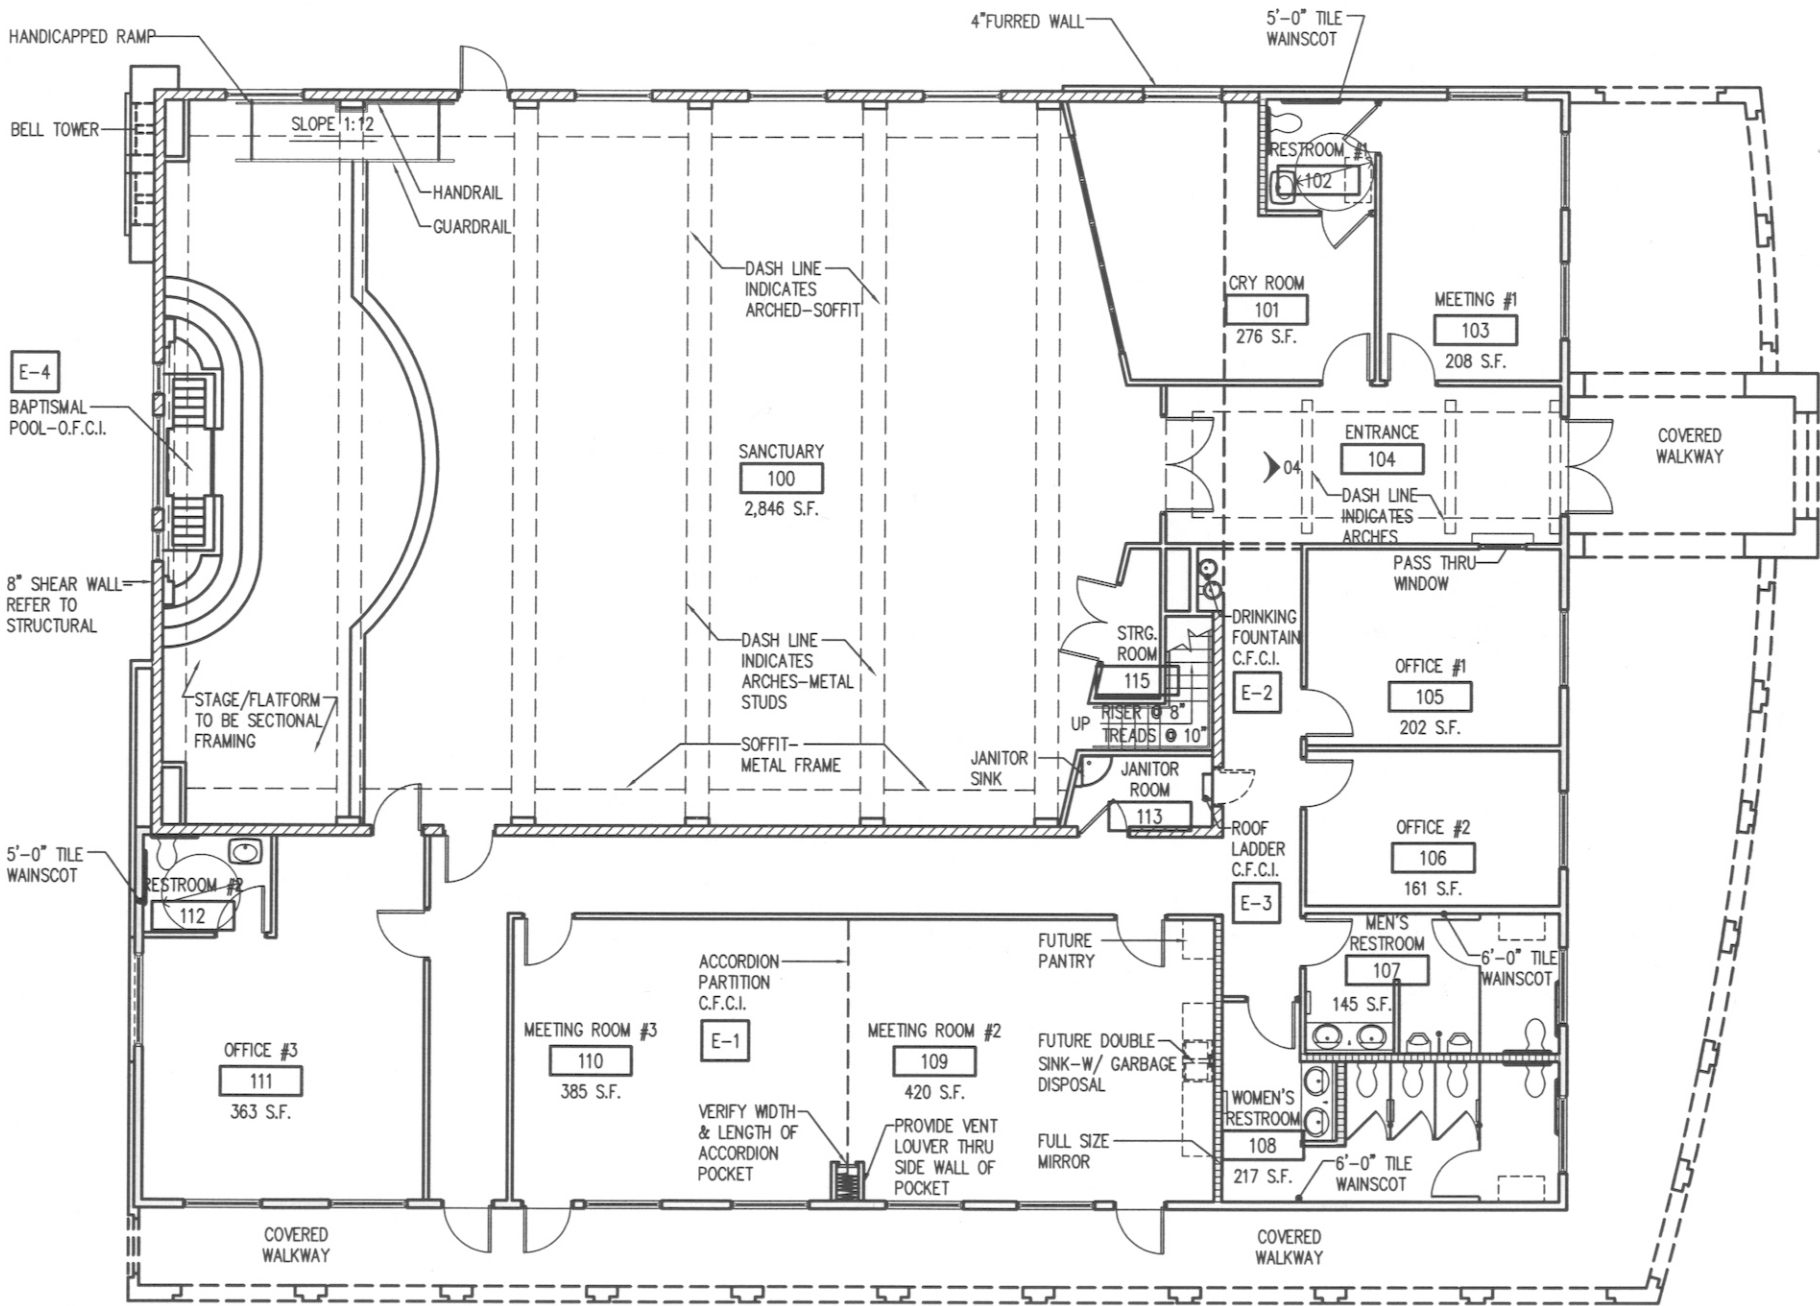 HANDICAPPED RAMP
4"FURRED WALL
5'-0" TILE
WAINSCOT
BELL TOWER
SLOPE 1:12
HANDRAIL
GUARDRAIL
RESTROOM #1
102
DASH LINE
INDICATES
ARCHED-SOFFIT
CRY ROOM
101
276 S.F.
MEETING #1
103
208 S.F.
E-4
BAPTISMAL
POOL-O.F.C.I.
SANCTUARY
100
2,846 S.F.
ENTRANCE
104
04
DASH LINE
INDICATES
ARCHES
COVERED
WALKWAY
PASS THRU
WINDOW
8" SHEAR WALL-
REFER TO
STRUCTURAL
DASH LINE
INDICATES
ARCHES-METAL
STUDS
STRG.
ROOM
115
DRINKING
FOUNTAIN
C.F.C.I.
E-2
OFFICE #1
105
202 S.F.
STAGE/FLATFORM
TO BE SECTIONAL
FRAMING
UP
RISER @ 8"
TREADS @ 10"
SOFFIT-
METAL FRAME
JANITOR
SINK
JANITOR
ROOM
113
ROOF
LADDER
C.F.C.I.
E-3
OFFICE #2
106
161 S.F.
5'-0" TILE
WAINSCOT
RESTROOM #2
112
MEN'S
RESTROOM
107
145 S.F.
6'-0" TILE
WAINSCOT
FUTURE
PANTRY
ACCORDION
PARTITION
C.F.C.I.
E-1
OFFICE #3
111
363 S.F.
MEETING ROOM #3
110
385 S.F.
MEETING ROOM #2
109
420 S.F.
FUTURE DOUBLE
SINK-W/ GARBAGE
DISPOSAL
VERIFY WIDTH
& LENGTH OF
ACCORDION
POCKET
PROVIDE VENT
LOUVER THRU
SIDE WALL OF
POCKET
FULL SIZE
MIRROR
WOMEN'S
RESTROOM
108
217 S.F.
6'-0" TILE
WAINSCOT
COVERED
WALKWAY
COVERED
WALKWAY